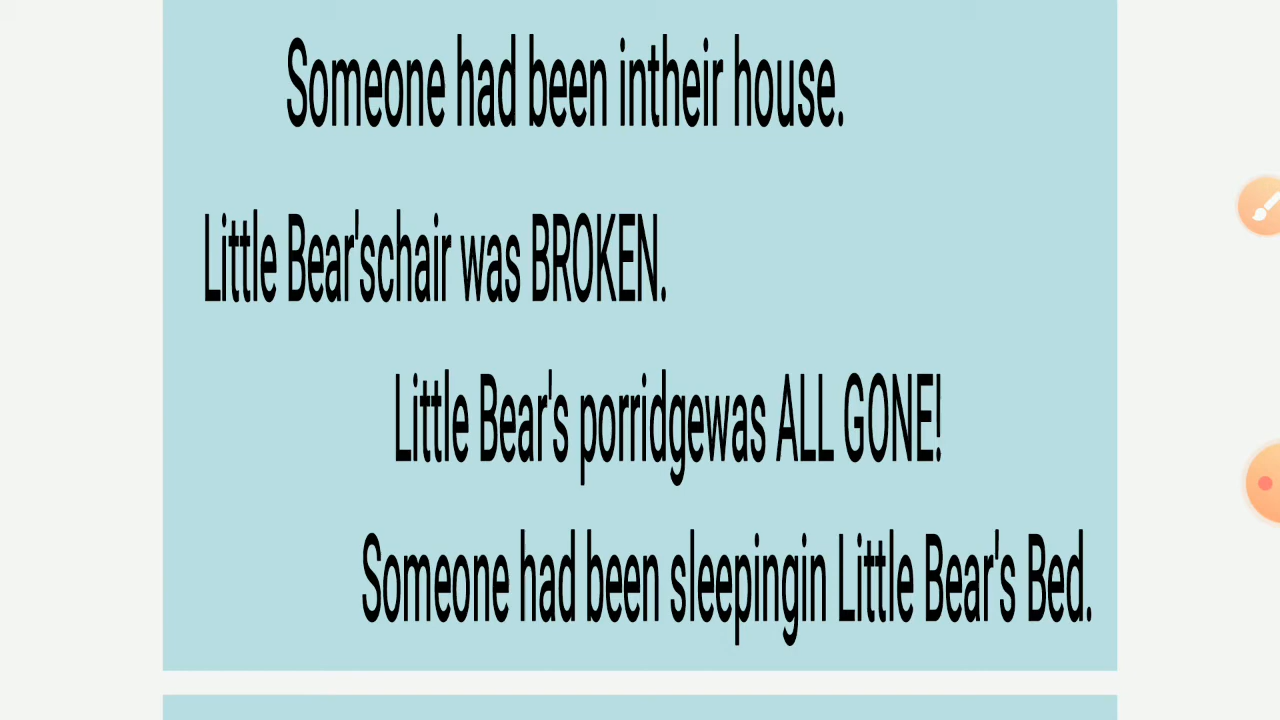 Someone had been intheir house.
Little Bear'schair was BROKEN.
Little Bear's porridgewas ALL GONE!
Someone had been sleepingin Little Bear's Bed.